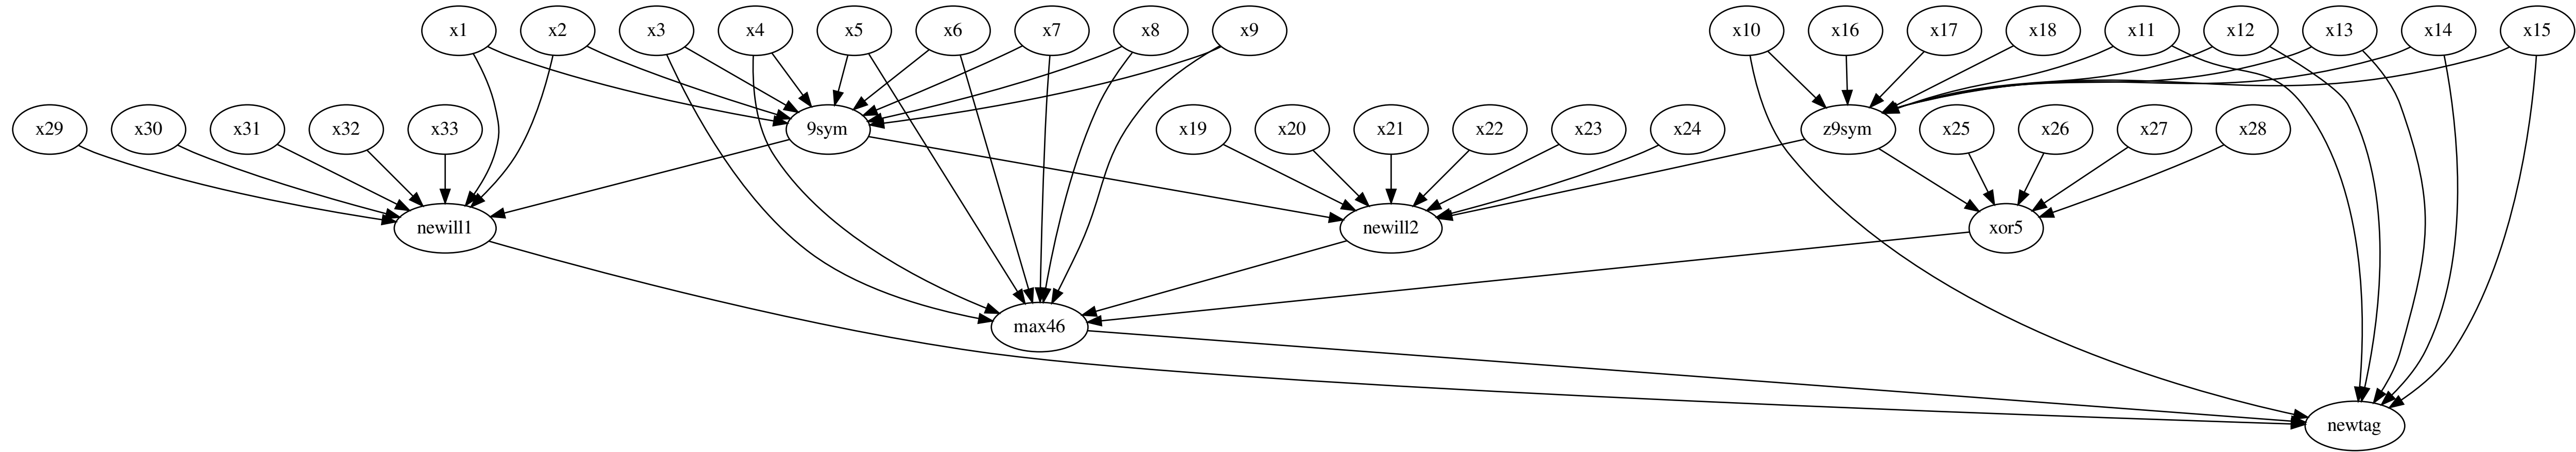 x1 x2 x3 x4 x5 x6 x7 x8 x9 x10 x16 x17 x18 x11 x12 x13 x14 x15
x29 x30 x31 x32 x33 9sym x19 x20 x21 x22 x23 x24 z9sym x25 x26 x27 x28
newill1 newill2 xor5
max46
newtag